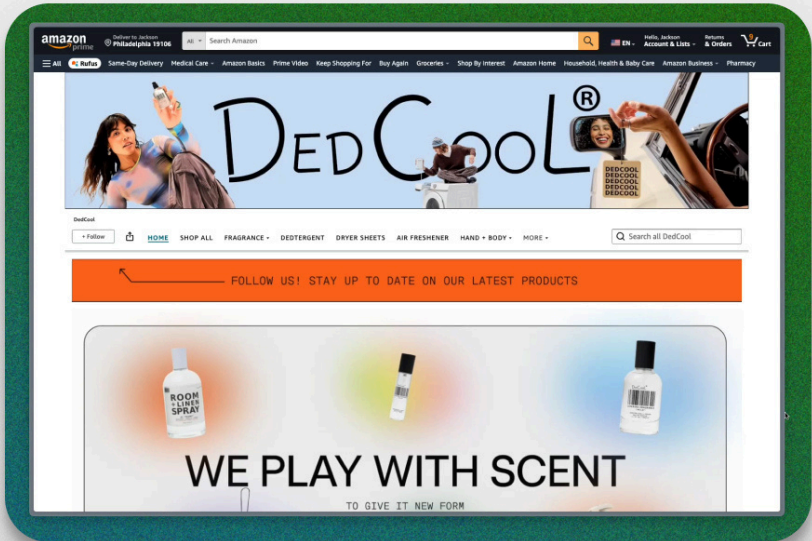 amazon
prime
Deliver to Jackson
Philadelphia 19106
All
Search Amazon
EN
Hello, Jackson
Account & Lists
Returns
& Orders
9
Cart
All
Rufus
Same-Day Delivery
Medical Care
Amazon Basics
Prime Video
Keep Shopping For
Buy Again
Groceries
Shop By Interest
Amazon Home
Household, Health & Baby Care
Amazon Business
Pharmacy
DEDCOOL®
DEDCOOL
DEDCOOL
DEDCOOL
DEDCOOL
DedCool
+ Follow
HOME
SHOP ALL
FRAGRANCE
DEDTERGENT
DRYER SHEETS
AIR FRESHENER
HAND + BODY
MORE
Search all DedCool
FOLLOW US! STAY UP TO DATE ON OUR LATEST PRODUCTS
ROOM
+ LINEN
SPRAY
DedCool
WE PLAY WITH SCENT
TO GIVE IT NEW FORM